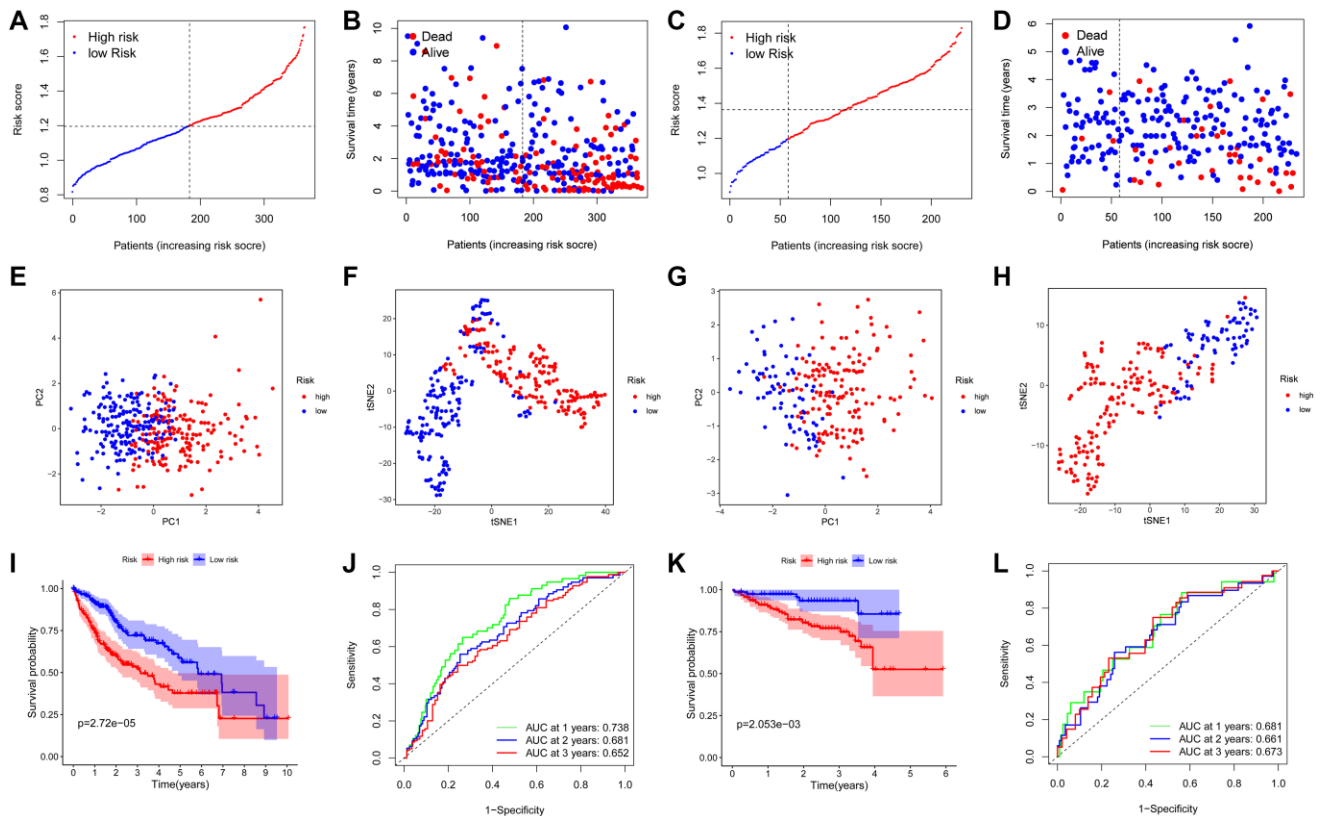 A
High risk
low Risk
Risk score
1.8
1.6
1.4
1.2
1.0
0.8
0
100
200
300
Patients (increasing risk socre)
B
Dead
Alive
Survival time (years)
10
8
6
4
2
0
0
50
100
150
200
250
300
350
Patients (increasing risk socre)
C
High risk
low Risk
Risk score
1.8
1.6
1.4
1.2
1.0
0
50
100
150
200
Patients (increasing risk socre)
D
Dead
Alive
Survival time (years)
6
5
4
3
2
1
0
0
50
100
150
200
Patients (increasing risk socre)
E
PC2
6
4
2
0
−2
−2
0
2
4
PC1
Risk
high
low
F
tSNE2
20
10
0
−10
−20
−30
−20
0
20
40
tSNE1
Risk
high
low
G
PC2
3
2
1
0
−1
−2
−3
−4
−2
0
2
4
PC1
Risk
high
low
H
tSNE2
10
0
−10
−20
−10
0
10
20
30
tSNE1
Risk
high
low
I
Risk High risk Low risk
Survival probability
1.00
0.75
0.50
0.25
0.00
p=2.72e−05
0 1 2 3 4 5 6 7 8 9 10
Time(years)
J
Sensitivity
1.0
0.8
0.6
0.4
0.2
0.0
AUC at 1 years: 0.738
AUC at 2 years: 0.681
AUC at 3 years: 0.652
0.0 0.2 0.4 0.6 0.8 1.0
1−Specificity
K
Risk High risk Low risk
Survival probability
1.00
0.75
0.50
0.25
0.00
p=2.053e−03
0 1 2 3 4 5 6
Time(years)
L
Sensitivity
1.0
0.8
0.6
0.4
0.2
0.0
AUC at 1 years: 0.681
AUC at 2 years: 0.661
AUC at 3 years: 0.673
0.0 0.2 0.4 0.6 0.8 1.0
1−Specificity